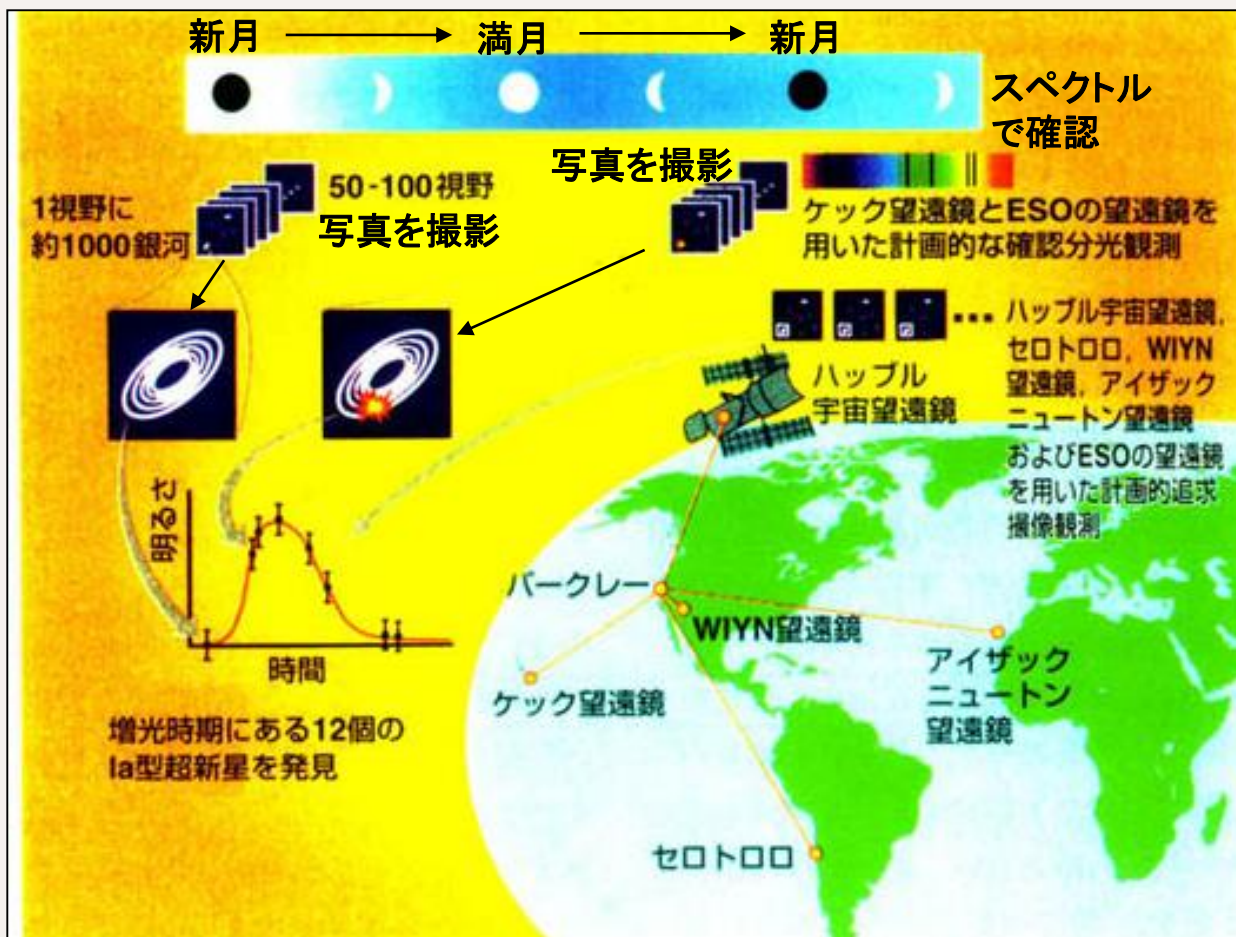 新月
満月
新月
スペクトル
で確認
1視野に
約1000銀河
50-100視野
写真を撮影
写真を撮影
ケック望遠鏡とESOの望遠鏡を
用いた計画的な確認分光観測
... ハッブル宇宙望遠鏡,
セロトロロ, WIYN
望遠鏡, アイザック
ニュートン望遠鏡
およびESOの望遠鏡
を用いた計画的追求
撮像観測
ハッブル
宇宙望遠鏡
明るさ
時間
増光時期にある12個の
Ia型超新星を発見
バークレー
WIYN望遠鏡
ケック望遠鏡
アイザック
ニュートン
望遠鏡
セロトロロ